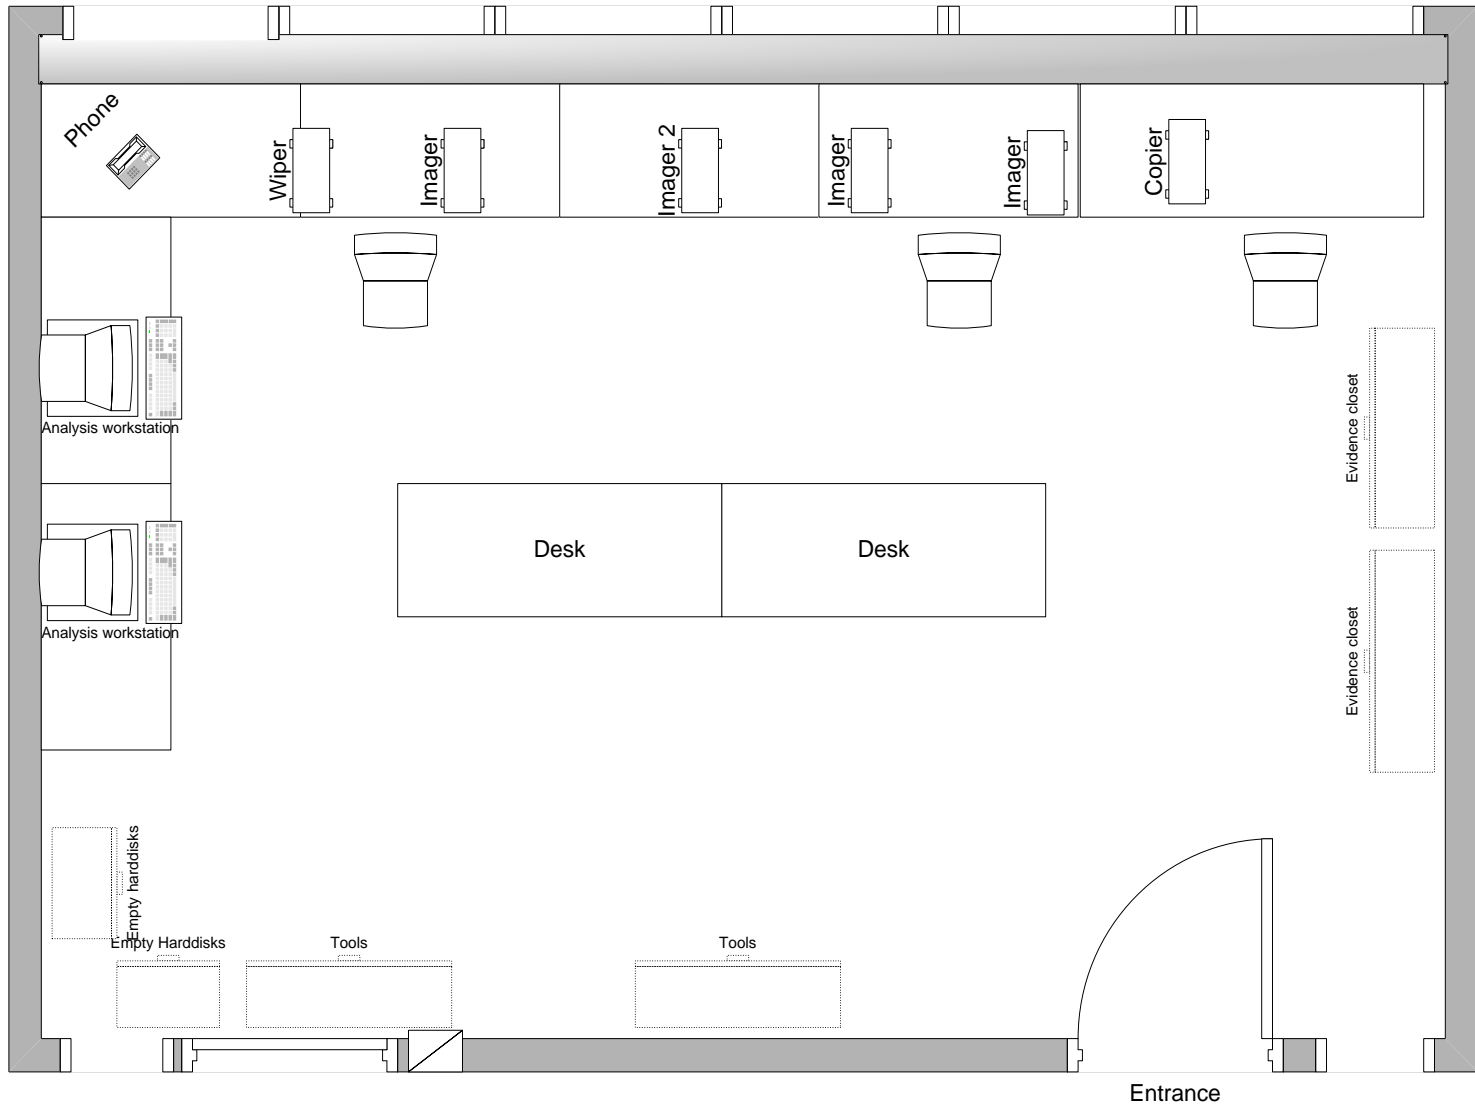 Phone
Wiper
Imager
Imager 2
Imager
Imager
Copier
Analysis workstation
Evidence closet
Desk
Desk
Analysis workstation
Evidence closet
Empty harddisks
Empty Harddisks
Tools
Tools
Entrance